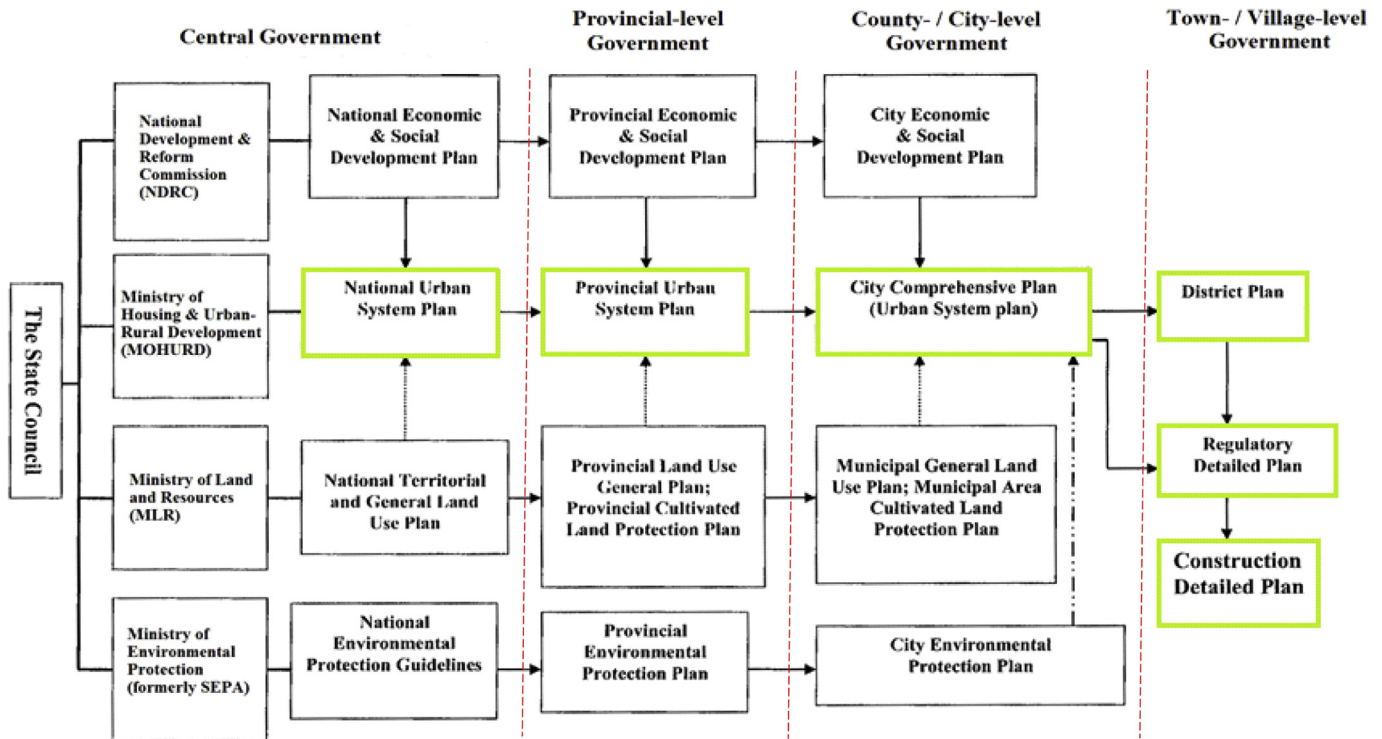 Central Government
Provincial-level
Government
County- / City-level
Government
Town- / Village-level
Government
The State Council
National
Development &
Reform
Commission
(NDRC)
National Economic
& Social
Development Plan
Provincial Economic
& Social
Development Plan
City Economic
& Social
Development Plan
Ministry of
Housing & Urban-
Rural Development
(MOHURD)
National Urban
System Plan
Provincial Urban
System Plan
City Comprehensive Plan
(Urban System plan)
District Plan
Regulatory
Detailed Plan
Construction
Detailed Plan
Ministry of Land
and Resources
(MLR)
National Territorial
and General Land
Use Plan
Provincial Land Use
General Plan;
Provincial Cultivated
Land Protection Plan
Municipal General Land
Use Plan; Municipal Area
Cultivated Land
Protection Plan
Ministry of
Environmental
Protection
(formerly SEPA)
National
Environmental
Protection Guidelines
Provincial
Environmental
Protection Plan
City Environmental
Protection Plan